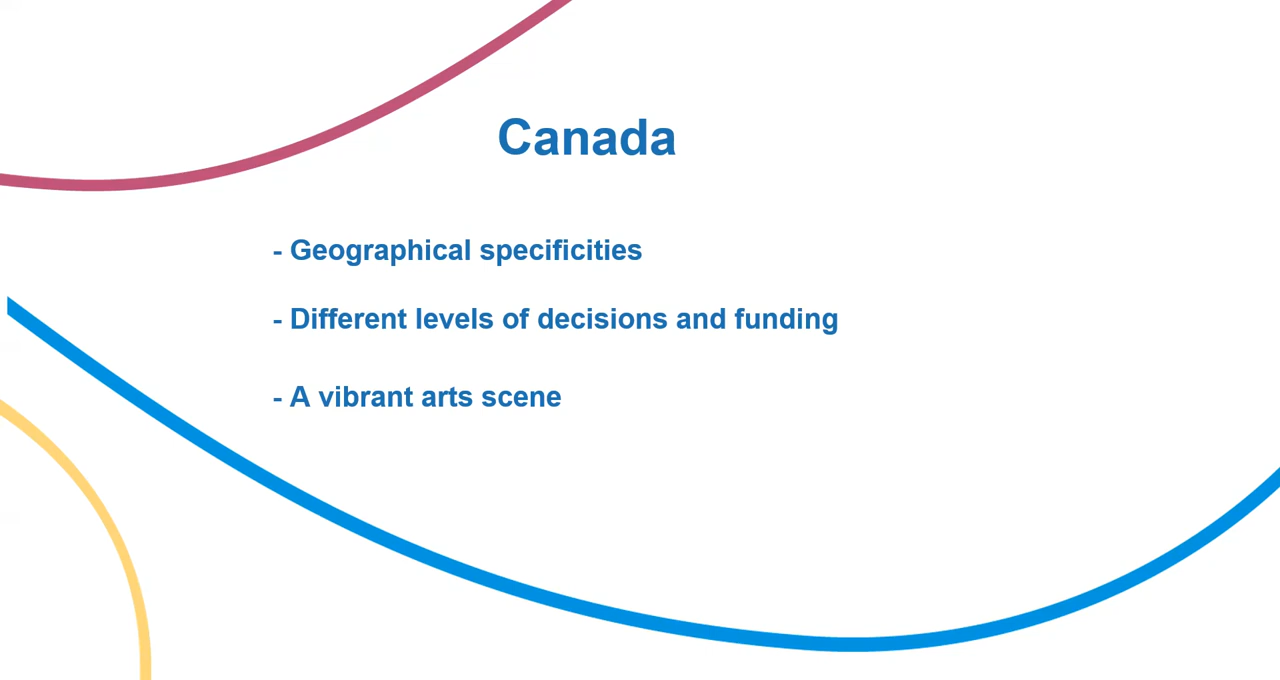 Canada
- Geographical specificities
- Different levels of decisions and funding
- A vibrant arts scene